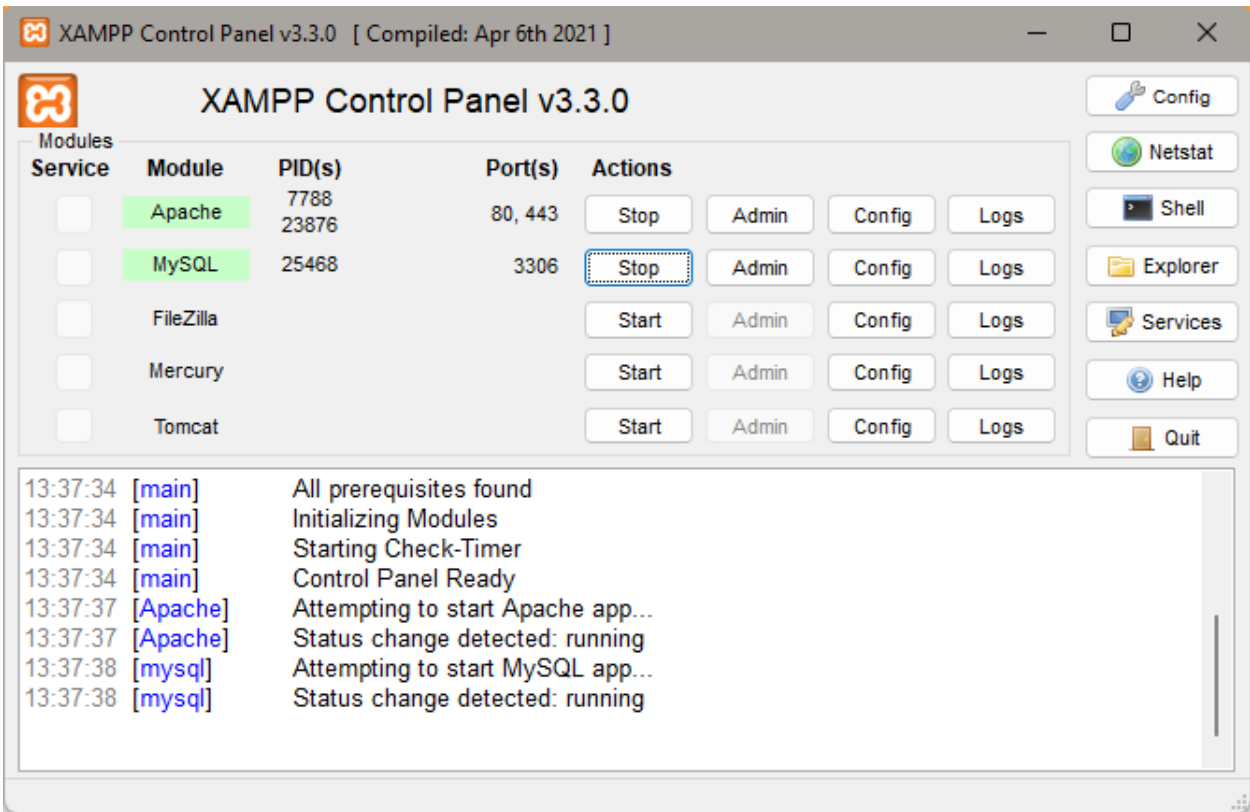 XAMPP Control Panel v3.3.0 [ Compiled: Apr 6th 2021 ]
XAMPP Control Panel v3.3.0
Config
Modules
Netstat
Service Module PID(s) Port(s) Actions
Apache 7788 23876 80, 443 Stop Admin Config Logs
Shell
MySQL 25468 3306 Stop Admin Config Logs
Explorer
FileZilla Start Admin Config Logs
Services
Mercury Start Admin Config Logs
Help
Tomcat Start Admin Config Logs
Quit
13:37:34 [main] All prerequisites found
13:37:34 [main] Initializing Modules
13:37:34 [main] Starting Check-Timer
13:37:34 [main] Control Panel Ready
13:37:37 [Apache] Attempting to start Apache app...
13:37:37 [Apache] Status change detected: running
13:37:38 [mysql] Attempting to start MySQL app...
13:37:38 [mysql] Status change detected: running